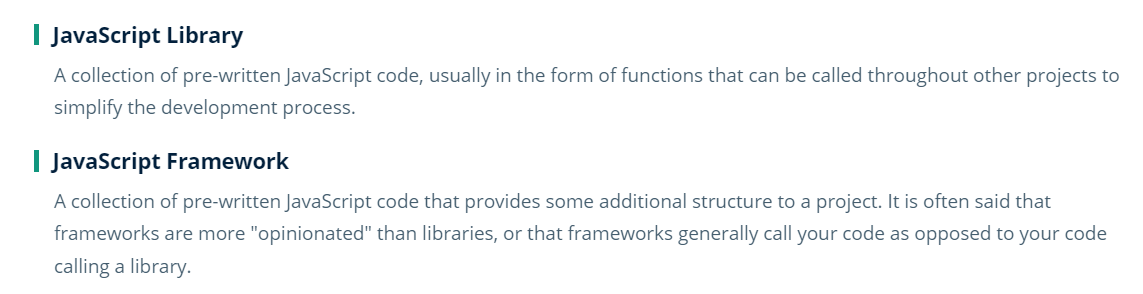 JavaScript Library
A collection of pre-written JavaScript code, usually in the form of functions that can be called throughout other projects to
simplify the development process.
JavaScript Framework
A collection of pre-written JavaScript code that provides some additional structure to a project. It is often said that
frameworks are more "opinionated" than libraries, or that frameworks generally call your code as opposed to your code
calling a library.